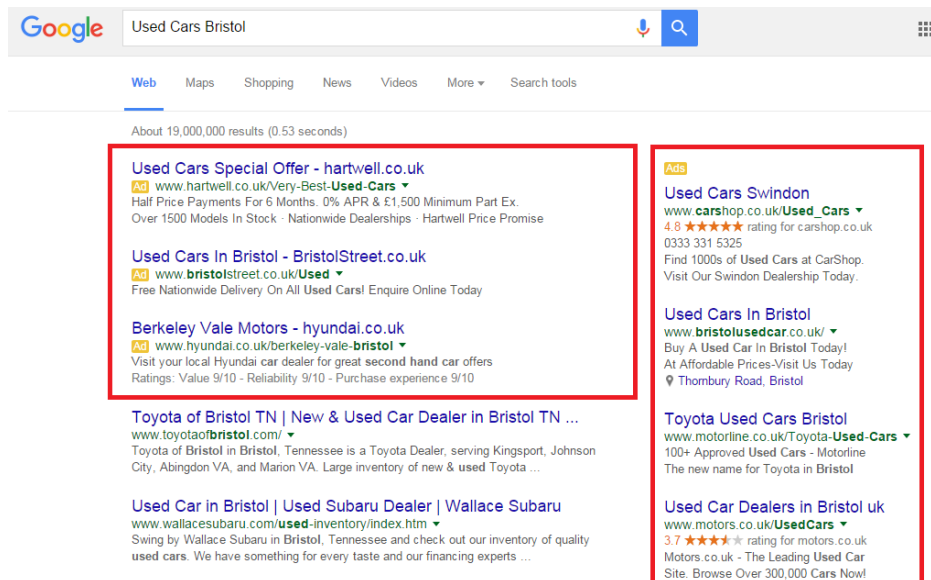 Google
Used Cars Bristol
Web Maps Shopping News Videos More Search tools
About 19,000,000 results (0.53 seconds)
Used Cars Special Offer - hartwell.co.uk
Ad www.hartwell.co.uk/Very-Best-Used-Cars
Half Price Payments For 6 Months. 0% APR & £1,500 Minimum Part Ex.
Over 1500 Models In Stock · Nationwide Dealerships · Hartwell Price Promise
Used Cars In Bristol - BristolStreet.co.uk
Ad www.bristolstreet.co.uk/Used
Free Nationwide Delivery On All Used Cars! Enquire Online Today
Berkeley Vale Motors - hyundai.co.uk
Ad www.hyundai.co.uk/berkeley-vale-bristol
Visit your local Hyundai car dealer for great second hand car offers
Ratings: Value 9/10 - Reliability 9/10 - Purchase experience 9/10
Toyota of Bristol TN | New & Used Car Dealer in Bristol TN ...
www.toyotaofbristol.com/
Toyota of Bristol in Bristol, Tennessee is a Toyota Dealer, serving Kingsport, Johnson
City, Abingdon VA, and Marion VA. Large inventory of new & used Toyota ...
Used Car in Bristol | Used Subaru Dealer | Wallace Subaru
www.wallacesubaru.com/used-inventory/index.htm
Swing by Wallace Subaru in Bristol, Tennessee and check out our inventory of quality
used cars. We have something for every taste and our financing experts ...
Ads
Used Cars Swindon
www.carshop.co.uk/Used_Cars
4.8 ★★★★★ rating for carshop.co.uk
0333 331 5325
Find 1000s of Used Cars at CarShop.
Visit Our Swindon Dealership Today.
Used Cars In Bristol
www.bristolusedcar.co.uk/
Buy A Used Car In Bristol Today!
At Affordable Prices-Visit Us Today
Thornbury Road, Bristol
Toyota Used Cars Bristol
www.motorline.co.uk/Toyota-Used-Cars
100+ Approved Used Cars - Motorline
The new name for Toyota in Bristol
Used Car Dealers in Bristol uk
www.motors.co.uk/UsedCars
3.7 ★★★★★ rating for motors.co.uk
Motors.co.uk - The Leading Used Car
Site. Browse Over 300,000 Cars Now!